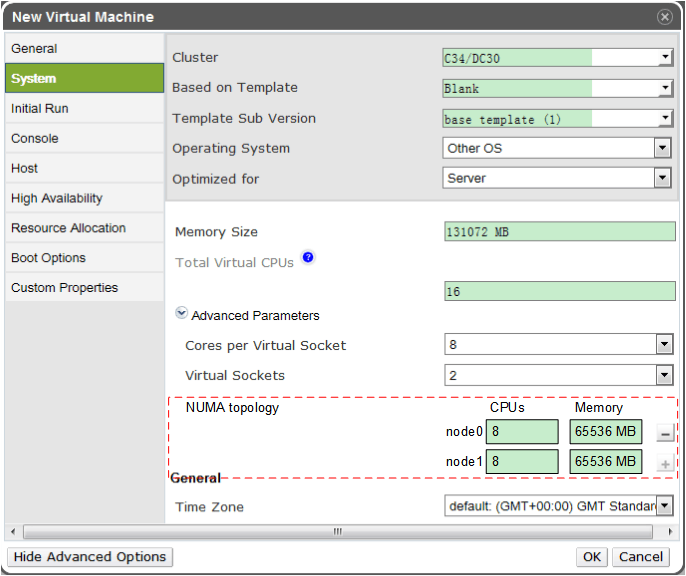 New Virtual Machine
General
System
Initial Run
Console
Host
High Availability
Resource Allocation
Boot Options
Custom Properties
Cluster C34/DC30
Based on Template Blank
Template Sub Version base template (1)
Operating System Other OS
Optimized for Server
Memory Size 131072 MB
Total Virtual CPUs ?
16
Advanced Parameters
Cores per Virtual Socket 8
Virtual Sockets 2
NUMA topology CPUs Memory
node0 8 65536 MB −
node1 8 65536 MB +
General
Time Zone default: (GMT+00:00) GMT Standar
Hide Advanced Options OK Cancel